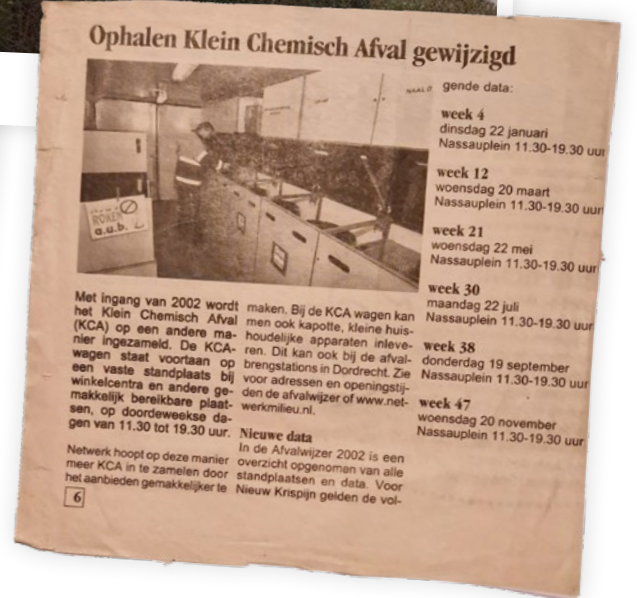 Ophalen Klein Chemisch Afval gewijzigd
NAALD
ROKEN
a.u.b.
Met ingang van 2002 wordt
het Klein Chemisch Afval
(KCA) op een andere ma-
nier ingezameld. De KCA-
wagen staat voortaan op
een vaste standplaats bij
winkelcentra en andere ge-
makkelijk bereikbare plaat-
sen, op doordeweekse da-
gen van 11.30 tot 19.30 uur.
Netwerk hoopt op deze manier
meer KCA in te zamelen door
het aanbieden gemakkelijker te
maken. Bij de KCA wagen kan
men ook kapotte, kleine huis-
houdelijke apparaten inleve-
ren. Dit kan ook bij de afval-
brengstations in Dordrecht. Zie
voor adressen en openingstij-
den de afvalwijzer of www.net-
werkmilieu.nl.
Nieuwe data
In de Afvalwijzer 2002 is een
overzicht opgenomen van alle
standplaatsen en data. Voor
Nieuw Krispijn gelden de vol-
gende data:
week 4
dinsdag 22 januari
Nassauplein 11.30-19.30 uur
week 12
woensdag 20 maart
Nassauplein 11.30-19.30 uur
week 21
woensdag 22 mei
Nassauplein 11.30-19.30 uur
week 30
maandag 22 juli
Nassauplein 11.30-19.30 uur
week 38
donderdag 19 september
Nassauplein 11.30-19.30 uur
week 47
woensdag 20 november
Nassauplein 11.30-19.30 uur
6